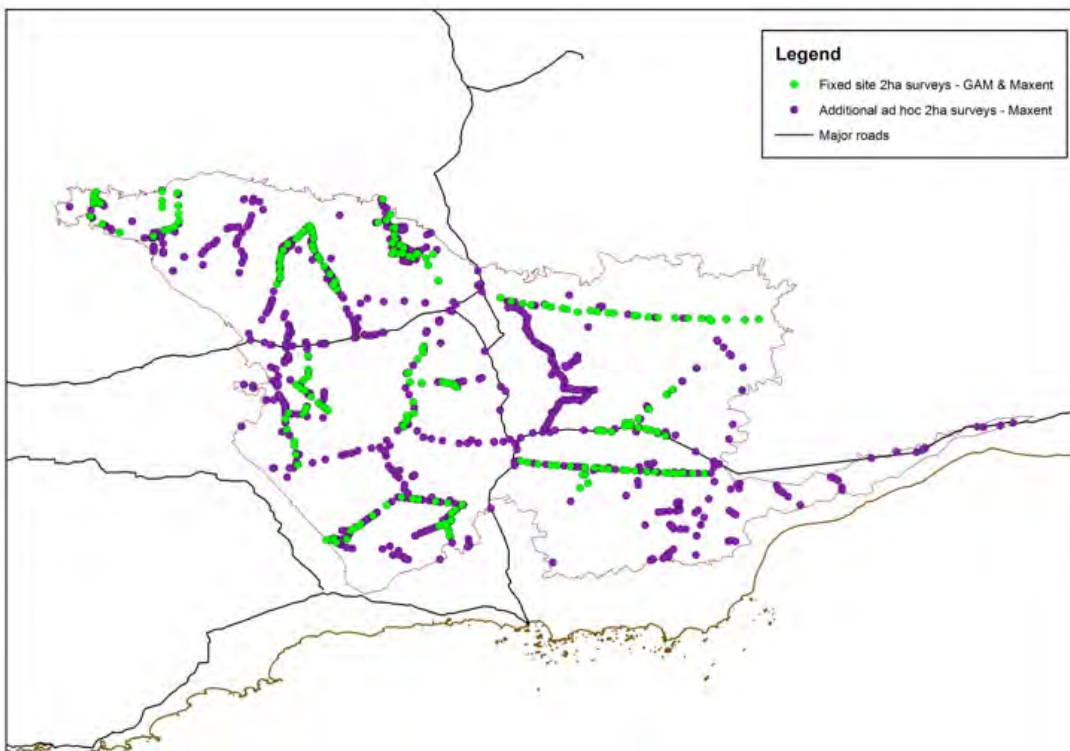 Legend
Fixed site 2ha surveys - GAM & Maxent
Additional ad hoc 2ha surveys - Maxent
Major roads